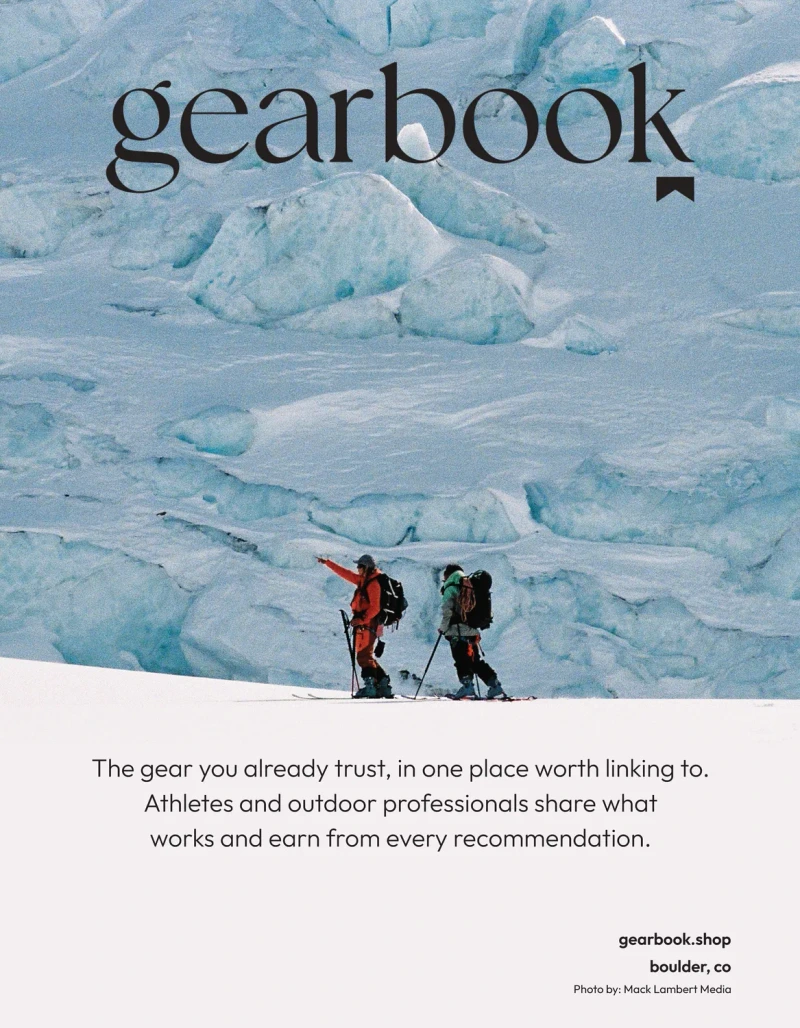 gearbook
The gear you already trust, in one place worth linking to.
Athletes and outdoor professionals share what
works and earn from every recommendation.
gearbook.shop
boulder, co
Photo by: Mack Lambert Media